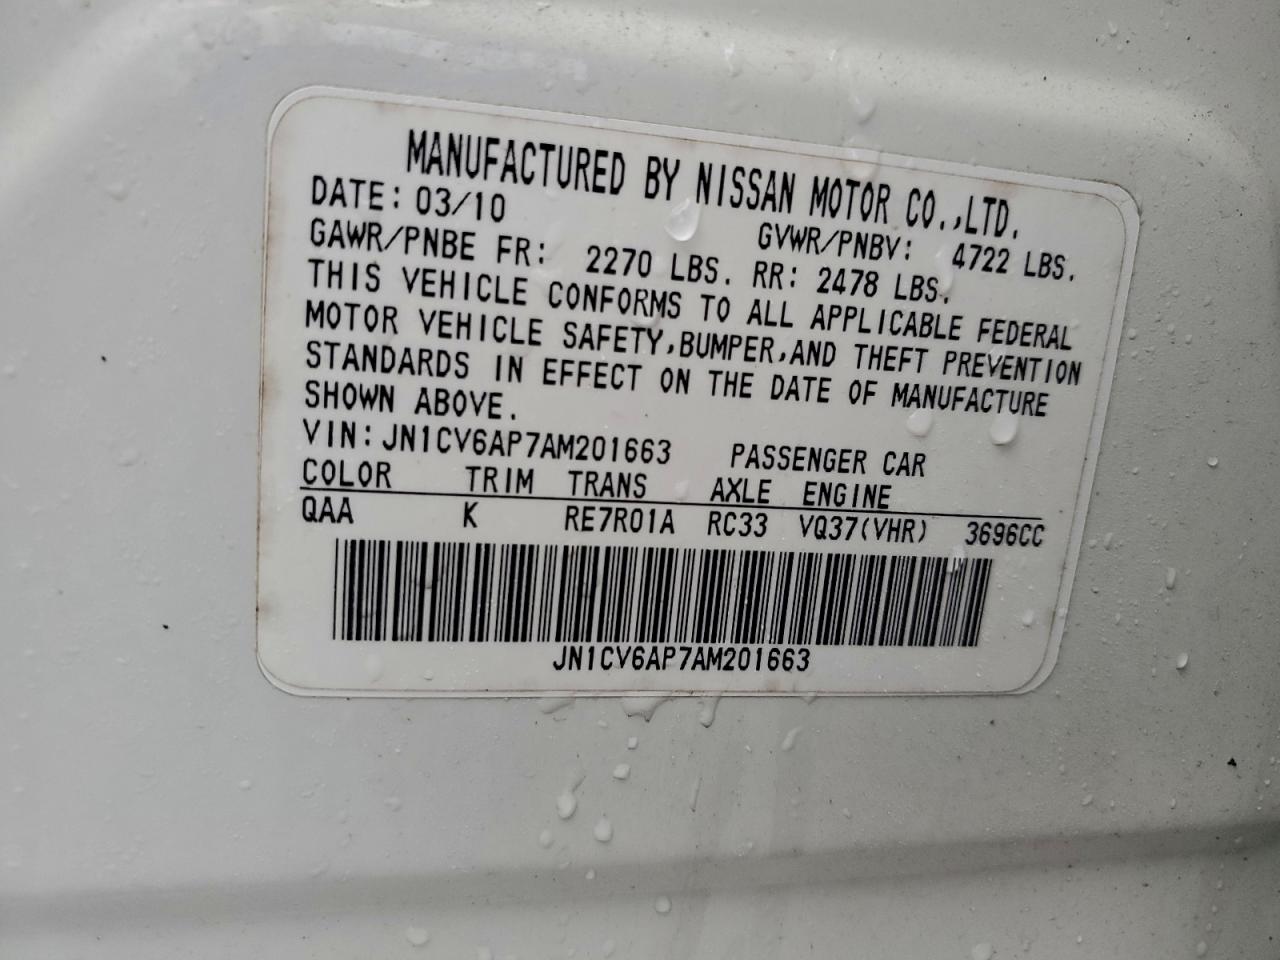 MANUFACTURED BY NISSAN MOTOR CO.,LTD.
DATE: 03/10 GVWR/PNBV: 4722 LBS.
GAWR/PNBE FR: 2270 LBS. RR: 2478 LBS.
THIS VEHICLE CONFORMS TO ALL APPLICABLE FEDERAL
MOTOR VEHICLE SAFETY,BUMPER,AND THEFT PREVENTION
STANDARDS IN EFFECT ON THE DATE OF MANUFACTURE
SHOWN ABOVE.
VIN: JN1CV6AP7AM201663 PASSENGER CAR
COLOR TRIM TRANS AXLE ENGINE
QAA K RE7R01A RC33 VQ37(VHR) 3696CC
JN1CV6AP7AM201663